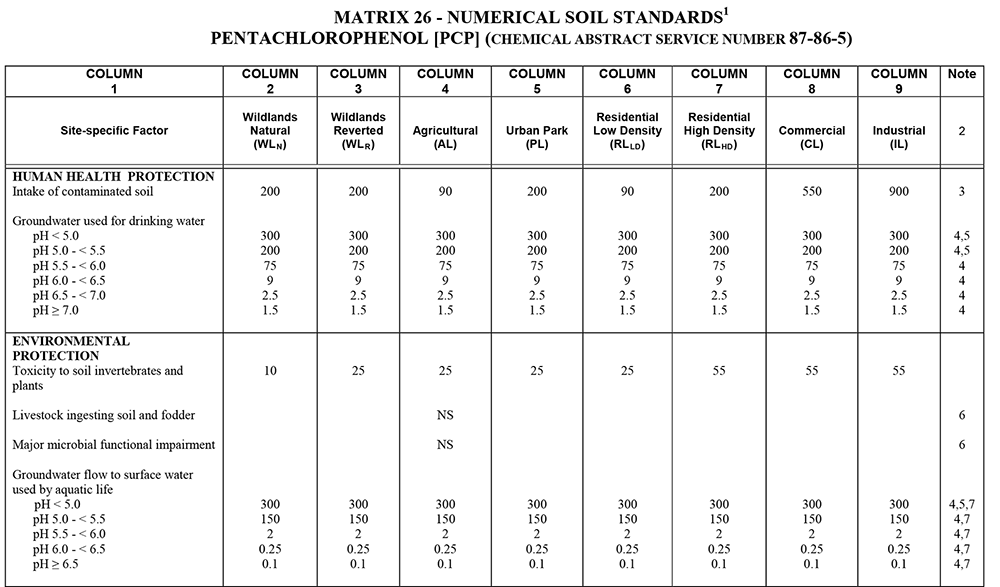 MATRIX 26 - NUMERICAL SOIL STANDARDS1
PENTACHLOROPHENOL [PCP] (CHEMICAL ABSTRACT SERVICE NUMBER 87-86-5)
COLUMN 1 COLUMN 2 COLUMN 3 COLUMN 4 COLUMN 5 COLUMN 6 COLUMN 7 COLUMN 8 COLUMN 9 Note
Site-specific Factor Wildlands Natural (WLN) Wildlands Reverted (WLR) Agricultural (AL) Urban Park (PL) Residential Low Density (RLLD) Residential High Density (RLHD) Commercial (CL) Industrial (IL) 2
HUMAN HEALTH PROTECTION
Intake of contaminated soil 200 200 90 200 90 200 550 900 3
Groundwater used for drinking water
pH < 5.0 300 300 300 300 300 300 300 300 4,5
pH 5.0 - < 5.5 200 200 200 200 200 200 200 200 4,5
pH 5.5 - < 6.0 75 75 75 75 75 75 75 75 4
pH 6.0 - < 6.5 9 9 9 9 9 9 9 9 4
pH 6.5 - < 7.0 2.5 2.5 2.5 2.5 2.5 2.5 2.5 2.5 4
pH ≥ 7.0 1.5 1.5 1.5 1.5 1.5 1.5 1.5 1.5 4
ENVIRONMENTAL
PROTECTION
Toxicity to soil invertebrates and 10 25 25 25 25 55 55 55
plants
Livestock ingesting soil and fodder NS 6
Major microbial functional impairment NS 6
Groundwater flow to surface water
used by aquatic life
pH < 5.0 300 300 300 300 300 300 300 300 4,5,7
pH 5.0 - < 5.5 150 150 150 150 150 150 150 150 4,7
pH 5.5 - < 6.0 2 2 2 2 2 2 2 2 4,7
pH 6.0 - < 6.5 0.25 0.25 0.25 0.25 0.25 0.25 0.25 0.25 4,7
pH ≥ 6.5 0.1 0.1 0.1 0.1 0.1 0.1 0.1 0.1 4,7